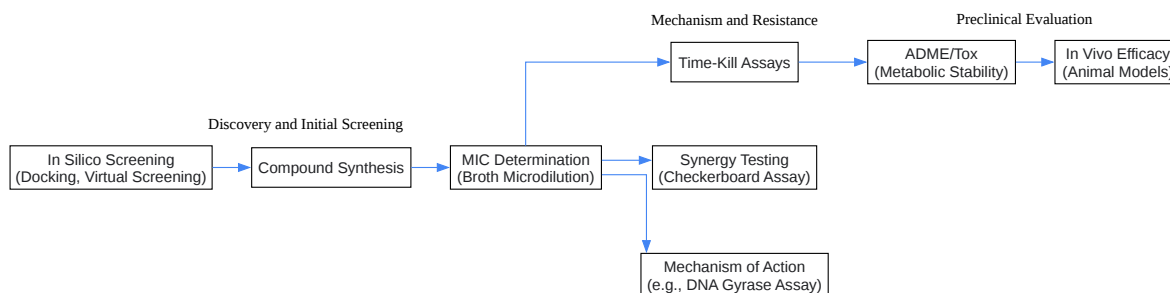 Mechanism and Resistance
Preclinical Evaluation
Time-Kill Assays
ADME/Tox
(Metabolic Stability)
In Vivo Efficacy
(Animal Models)
Discovery and Initial Screening
In Silico Screening
(Docking, Virtual Screening)
Compound Synthesis
MIC Determination
(Broth Microdilution)
Synergy Testing
(Checkerboard Assay)
Mechanism of Action
(e.g., DNA Gyrase Assay)